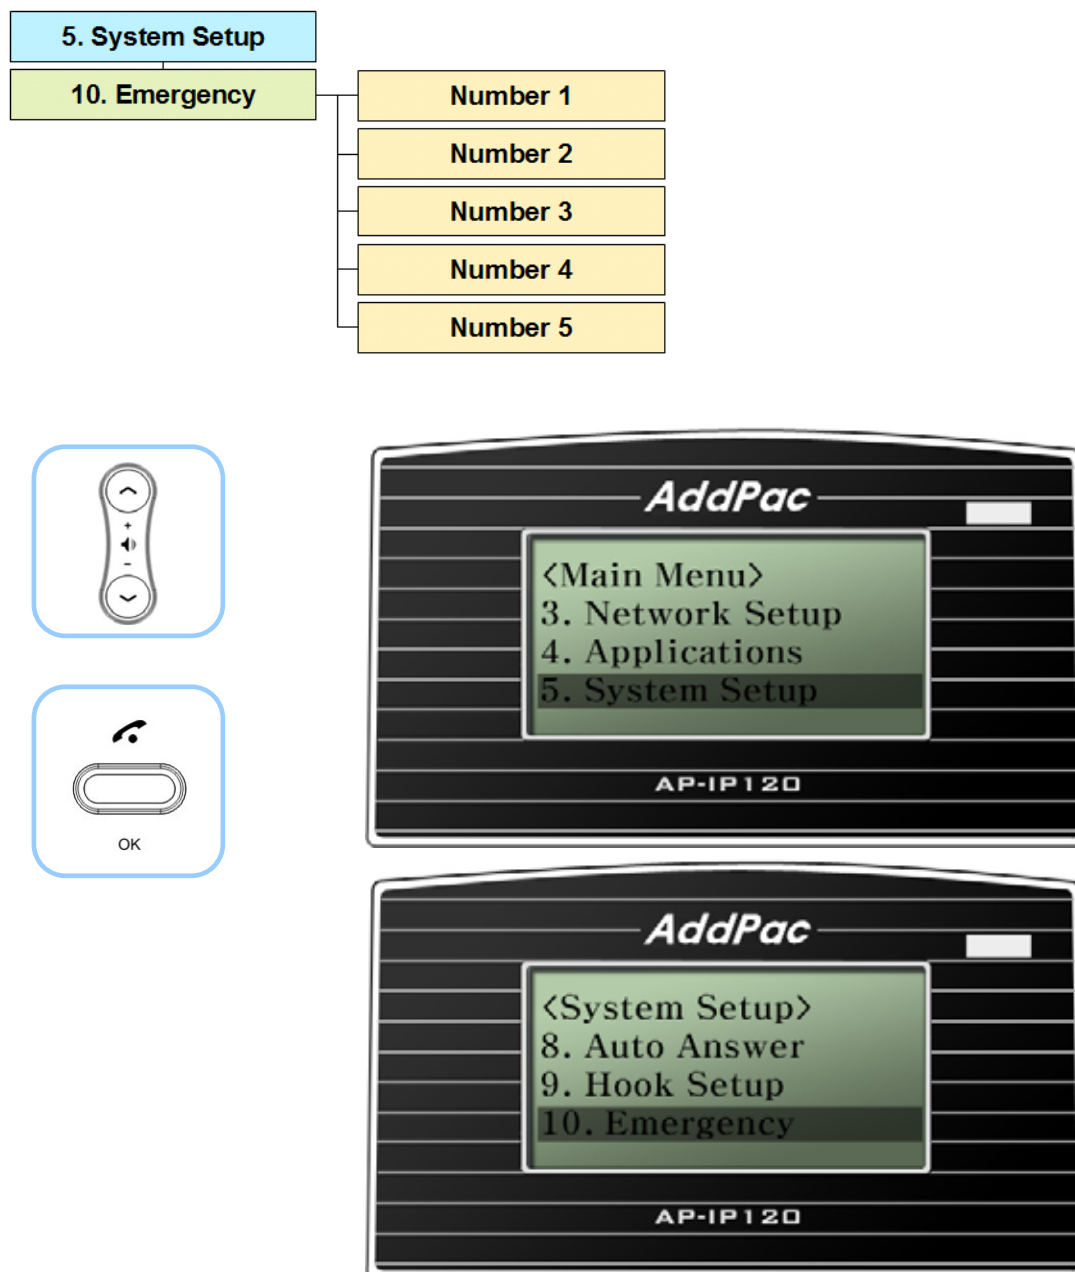 5. System Setup
10. Emergency
Number 1
Number 2
Number 3
Number 4
Number 5
+
-
OK
AddPac
<Main Menu>
3. Network Setup
4. Applications
5. System Setup
AP-IP120
AddPac
<System Setup>
8. Auto Answer
9. Hook Setup
10. Emergency
AP-IP120